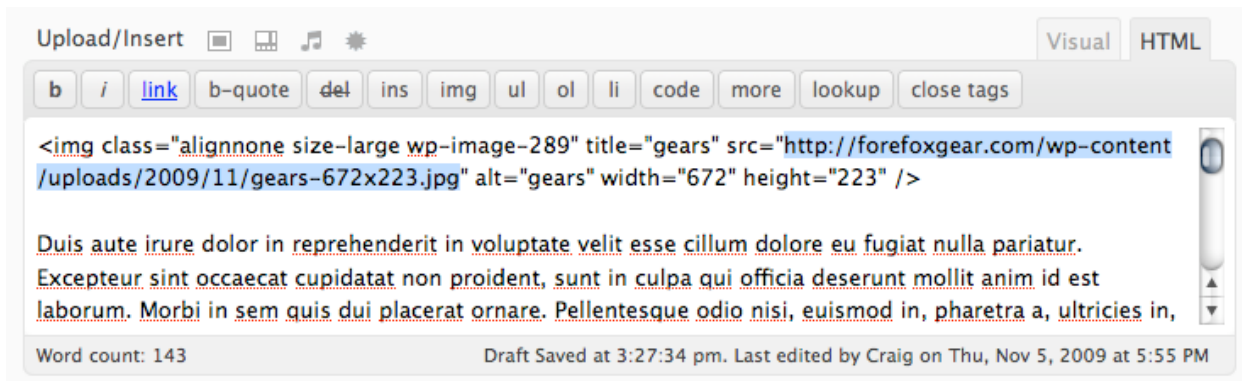 Upload/Insert Visual HTML
b i link b-quote del ins img ul ol li code more lookup close tags
<img class="alignnone size-large wp-image-289" title="gears" src="http://forefoxgear.com/wp-content
/uploads/2009/11/gears-672x223.jpg" alt="gears" width="672" height="223" />
Duis aute irure dolor in reprehenderit in voluptate velit esse cillum dolore eu fugiat nulla pariatur.
Excepteur sint occaecat cupidatat non proident, sunt in culpa qui officia deserunt mollit anim id est
laborum. Morbi in sem quis dui placerat ornare. Pellentesque odio nisi, euismod in, pharetra a, ultricies in,
Word count: 143 Draft Saved at 3:27:34 pm. Last edited by Craig on Thu, Nov 5, 2009 at 5:55 PM